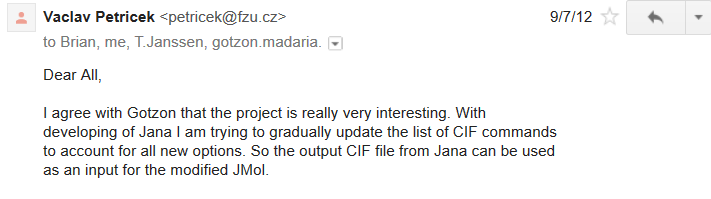 Vaclav Petricek <petricek@fzu.cz> 9/7/12
to Brian, me, T.Janssen, gotzon.madaria.
Dear All,
I agree with Gotzon that the project is really very interesting. With
developing of Jana I am trying to gradually update the list of CIF commands
to account for all new options. So the output CIF file from Jana can be used
as an input for the modified JMol.